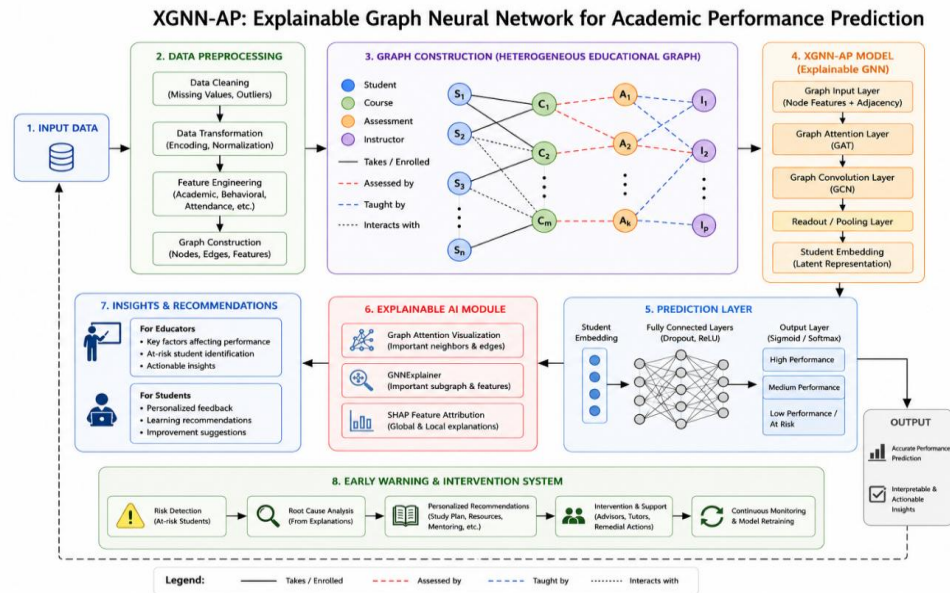 XGNN-AP: Explainable Graph Neural Network for Academic Performance Prediction
1. INPUT DATA
2. DATA PREPROCESSING
Data Cleaning
(Missing Values, Outliers)
Data Transformation
(Encoding, Normalization)
Feature Engineering
(Academic, Behavioral,
Attendance, etc.)
Graph Construction
(Nodes, Edges, Features)
3. GRAPH CONSTRUCTION (HETEROGENEOUS EDUCATIONAL GRAPH)
Student
Course
Assessment
Instructor
Takes / Enrolled
Assessed by
Taught by
Interacts with
S1
S2
S3
Sn
C1
C2
Cm
A1
A2
Ak
I1
I2
Ip
4. XGNN-AP MODEL
(Explainable GNN)
Graph Input Layer
(Node Features + Adjacency)
Graph Attention Layer
(GAT)
Graph Convolution Layer
(GCN)
Readout / Pooling Layer
Student Embedding
(Latent Representation)
5. PREDICTION LAYER
Student
Embedding
Fully Connected Layers
(Dropout, ReLU)
Output Layer
(Sigmoid / Softmax)
High Performance
Medium Performance
Low Performance /
At Risk
6. EXPLAINABLE AI MODULE
Graph Attention Visualization
(Important neighbors & edges)
GNNExplainer
(Important subgraph & features)
SHAP Feature Attribution
(Global & Local explanations)
7. INSIGHTS & RECOMMENDATIONS
For Educators
• Key factors affecting performance
• At-risk student identification
• Actionable insights
For Students
• Personalized feedback
• Learning recommendations
• Improvement suggestions
OUTPUT
Accurate Performance
Prediction
Interpretable &
Actionable
Insights
8. EARLY WARNING & INTERVENTION SYSTEM
Risk Detection
(At-risk Students)
Root Cause Analysis
(From Explanations)
Personalized Recommendations
(Study Plan, Resources,
Mentoring, etc.)
Intervention & Support
(Advisors, Tutors,
Remedial Actions)
Continuous Monitoring
& Model Retraining
Legend:
Takes / Enrolled
Assessed by
Taught by
Interacts with